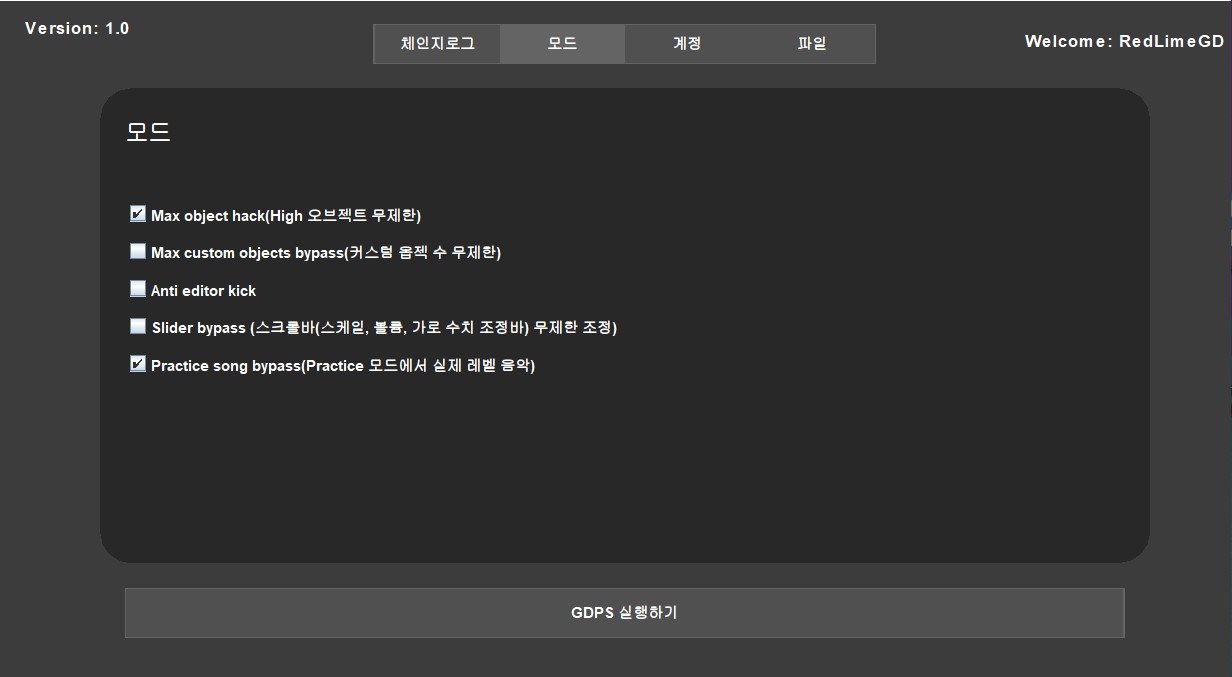 Version: 1.0
체인지로그 모드 계정 파일
Welcome: RedLimeGD
모드
Max object hack(High 오브젝트 무제한)
Max custom objects bypass(커스텀 옵젝 수 무제한)
Anti editor kick
Slider bypass (스크롤바(스케일, 볼륨, 가로 수치 조정바) 무제한 조정)
Practice song bypass(Practice 모드에서 실제 레벨 음악)
GDPS 실행하기